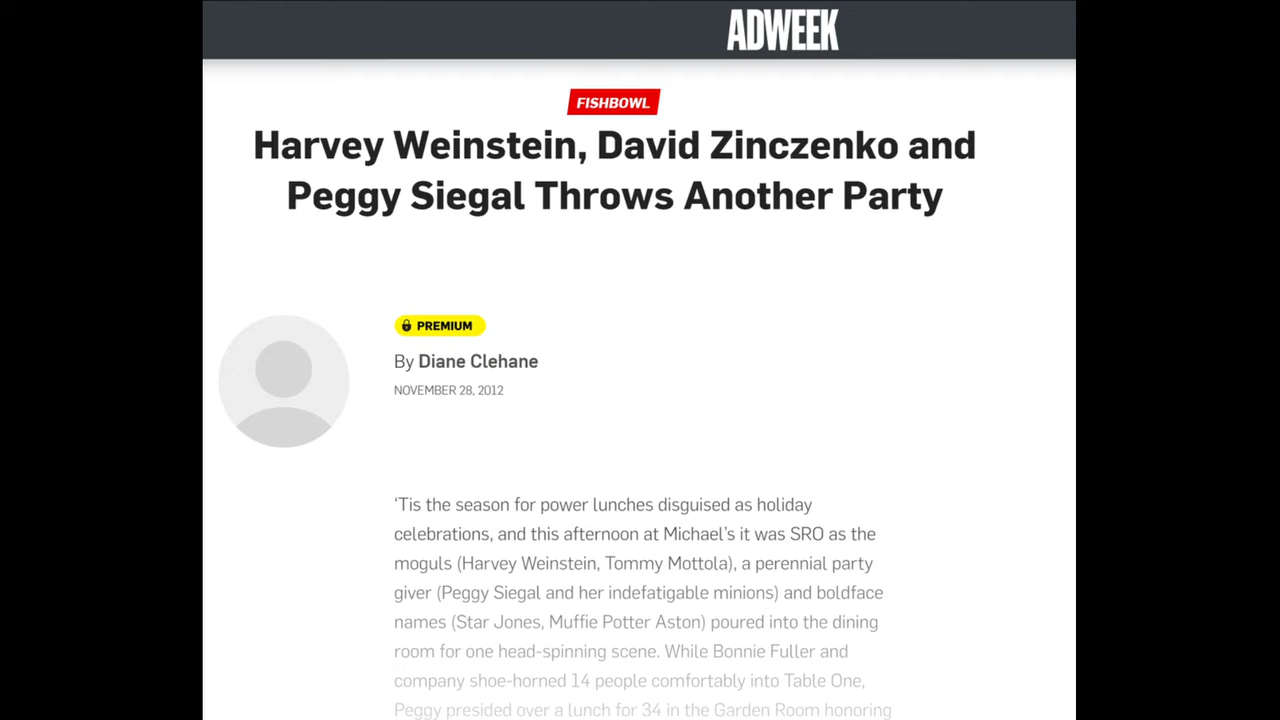 ADWEEK
FISHBOWL
Harvey Weinstein, David Zinczenko and
Peggy Siegal Throws Another Party
PREMIUM
By Diane Clehane
NOVEMBER 28, 2012
'Tis the season for power lunches disguised as holiday
celebrations, and this afternoon at Michael's it was SRO as the
moguls (Harvey Weinstein, Tommy Mottola), a perennial party
giver (Peggy Siegal and her indefatigable minions) and boldface
names (Star Jones, Muffie Potter Aston) poured into the dining
room for one head-spinning scene. While Bonnie Fuller and
company shoe-horned 14 people comfortably into Table One,
Peggy presided over a lunch for 34 in the Garden Room honoring